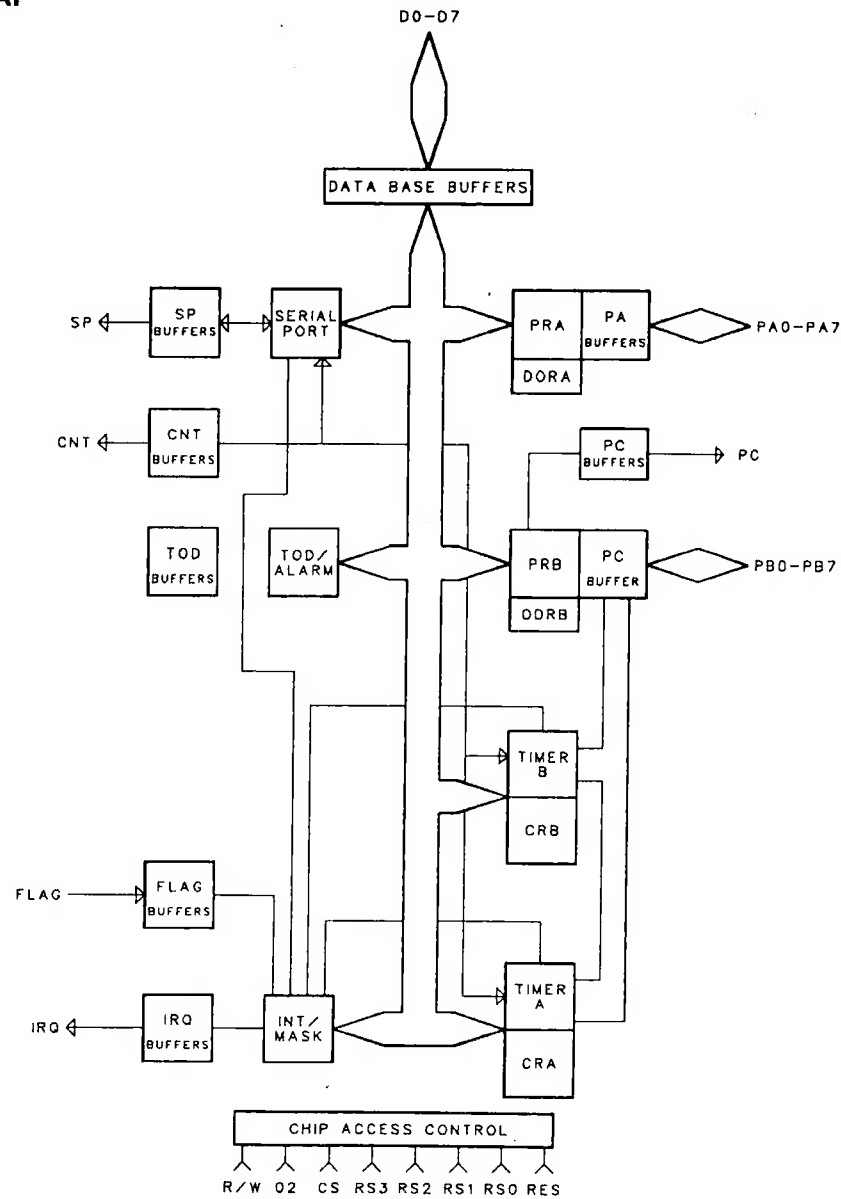 D0-D7
DATA BASE BUFFERS
SP
SP
BUFFERS
SERIAL
PORT
PRA
PA
BUFFERS
PA0-PA7
DORA
CNT
CNT
BUFFERS
PC
BUFFERS
PC
TOD
BUFFERS
TOD/
ALARM
PRB
PC
BUFFER
PB0-PB7
DDRB
TIMER
B
CRB
FLAG
FLAG
BUFFERS
TIMER
A
CRA
IRQ
IRQ
BUFFERS
INT/
MASK
CHIP ACCESS CONTROL
R/W 02 CS RS3 RS2 RS1 RS0 RES